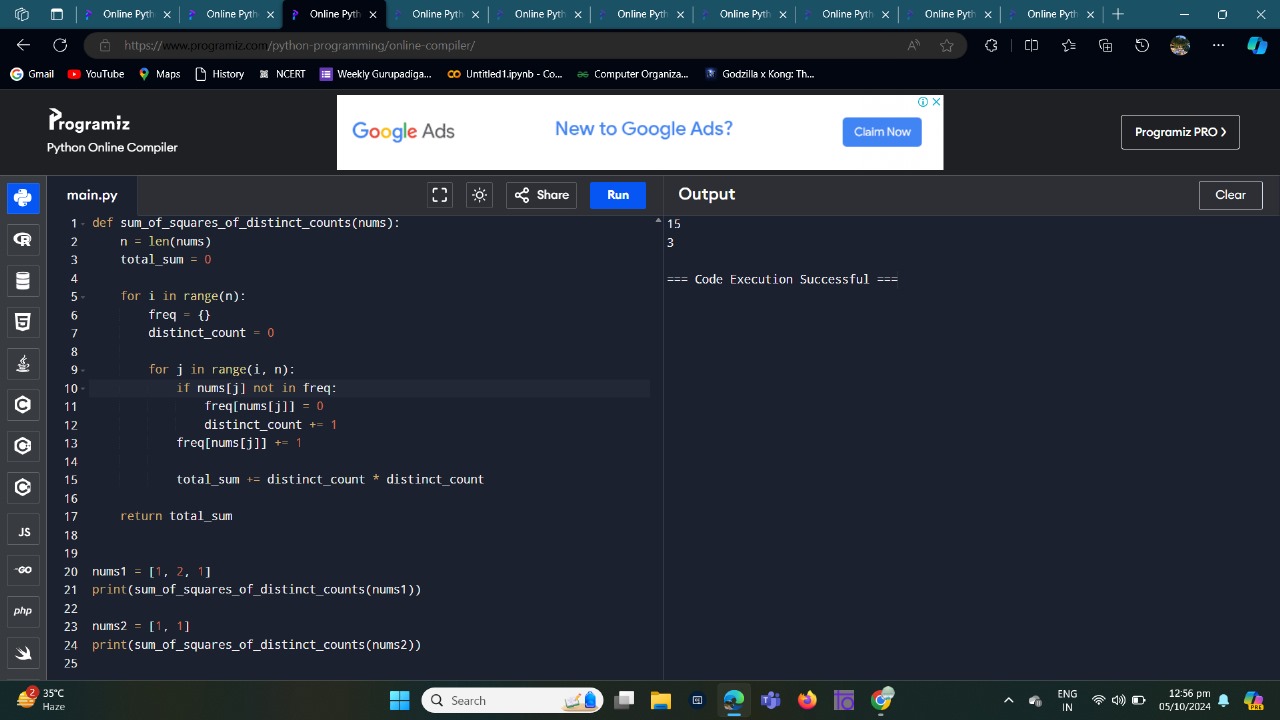 Online Pyth
Online Pyth
Online Pyth
Online Pyth
Online Pyth
Online Pyth
Online Pyth
Online Pyth
Online Pyth
Online Pyth
https://www.programiz.com/python-programming/online-compiler/
Gmail
YouTube
Maps
History
NCERT
Weekly Gurupadiga...
Untitled1.ipynb - Co...
Computer Organiza...
Godzilla x Kong: Th...
Programiz
Python Online Compiler
Google Ads
New to Google Ads?
Claim Now
Programiz PRO >
main.py
Share
Run
Output
Clear
1 def sum_of_squares_of_distinct_counts(nums):
2 n = len(nums)
3 total_sum = 0
4
5 for i in range(n):
6 freq = {}
7 distinct_count = 0
8
9 for j in range(i, n):
10 if nums[j] not in freq:
11 freq[nums[j]] = 0
12 distinct_count += 1
13 freq[nums[j]] += 1
14
15 total_sum += distinct_count * distinct_count
16
17 return total_sum
18
19
20 nums1 = [1, 2, 1]
21 print(sum_of_squares_of_distinct_counts(nums1))
22
23 nums2 = [1, 1]
24 print(sum_of_squares_of_distinct_counts(nums2))
25
15
3
=== Code Execution Successful ===
JS
GO
php
2
35°C
Haze
Search
ENG
IN
12:56 pm
05/10/2024
PRE